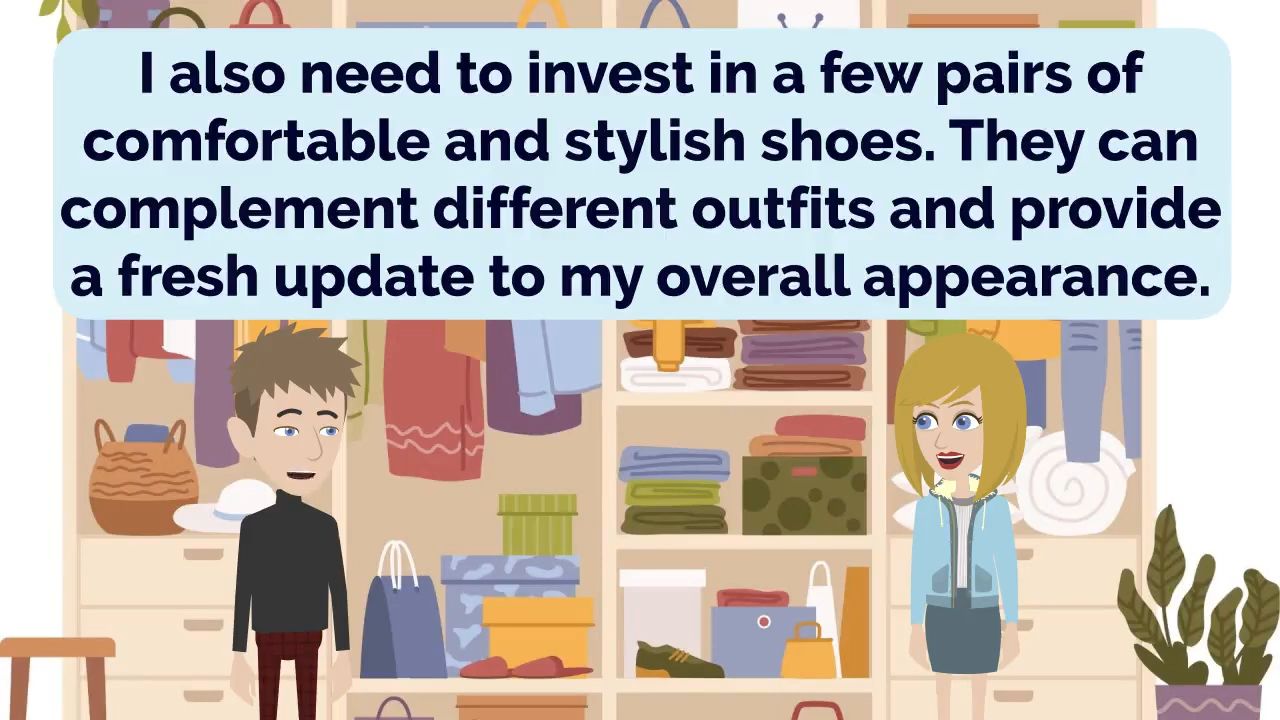 I also need to invest in a few pairs of
comfortable and stylish shoes. They can
complement different outfits and provide
a fresh update to my overall appearance.